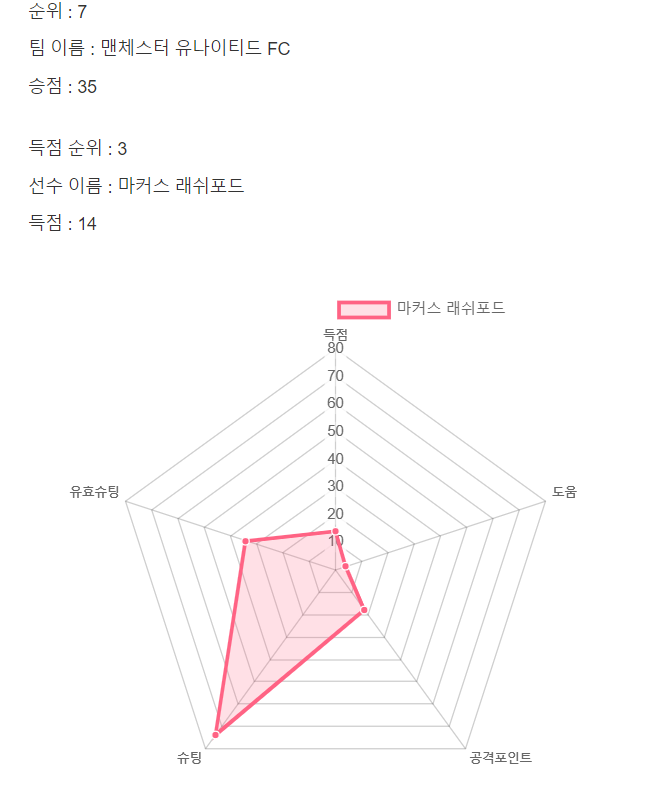 순위 : 7
팀 이름 : 맨체스터 유나이티드 FC
승점 : 35
득점 순위 : 3
선수 이름 : 마커스 래쉬포드
득점 : 14
마커스 래쉬포드
득점
80
70
60
50
40
30
20
10
유효슈팅
도움
슈팅
공격포인트